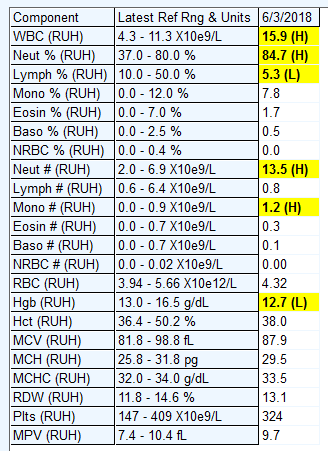 Component Latest Ref Rng & Units 6/3/2018
WBC (RUH) 4.3 - 11.3 X10e9/L 15.9 (H)
Neut % (RUH) 37.0 - 80.0 % 84.7 (H)
Lymph % (RUH) 10.0 - 50.0 % 5.3 (L)
Mono % (RUH) 0.0 - 12.0 % 7.8
Eosin % (RUH) 0.0 - 7.0 % 1.7
Baso % (RUH) 0.0 - 2.5 % 0.5
NRBC % (RUH) 0.0 - 0.4 % 0.0
Neut # (RUH) 2.0 - 6.9 X10e9/L 13.5 (H)
Lymph # (RUH) 0.6 - 6.4 X10e9/L 0.8
Mono # (RUH) 0.0 - 0.9 X10e9/L 1.2 (H)
Eosin # (RUH) 0.0 - 0.7 X10e9/L 0.3
Baso # (RUH) 0.0 - 0.7 X10e9/L 0.1
NRBC # (RUH) 0.0 - 0.02 X10e9/L 0.00
RBC (RUH) 3.94 - 5.66 X10e12/L 4.32
Hgb (RUH) 13.0 - 16.5 g/dL 12.7 (L)
Hct (RUH) 36.4 - 50.2 % 38.0
MCV (RUH) 81.8 - 98.8 fL 87.9
MCH (RUH) 25.8 - 31.8 pg 29.5
MCHC (RUH) 32.0 - 34.0 g/dL 33.5
RDW (RUH) 11.8 - 14.6 % 13.1
Plts (RUH) 147 - 409 X10e9/L 324
MPV (RUH) 7.4 - 10.4 fL 9.7